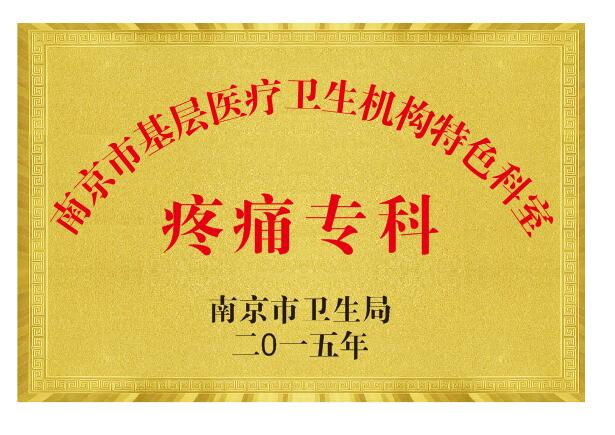 南京市基层医疗卫生机构特色科室
疼痛专科
南京市卫生局
二0一五年